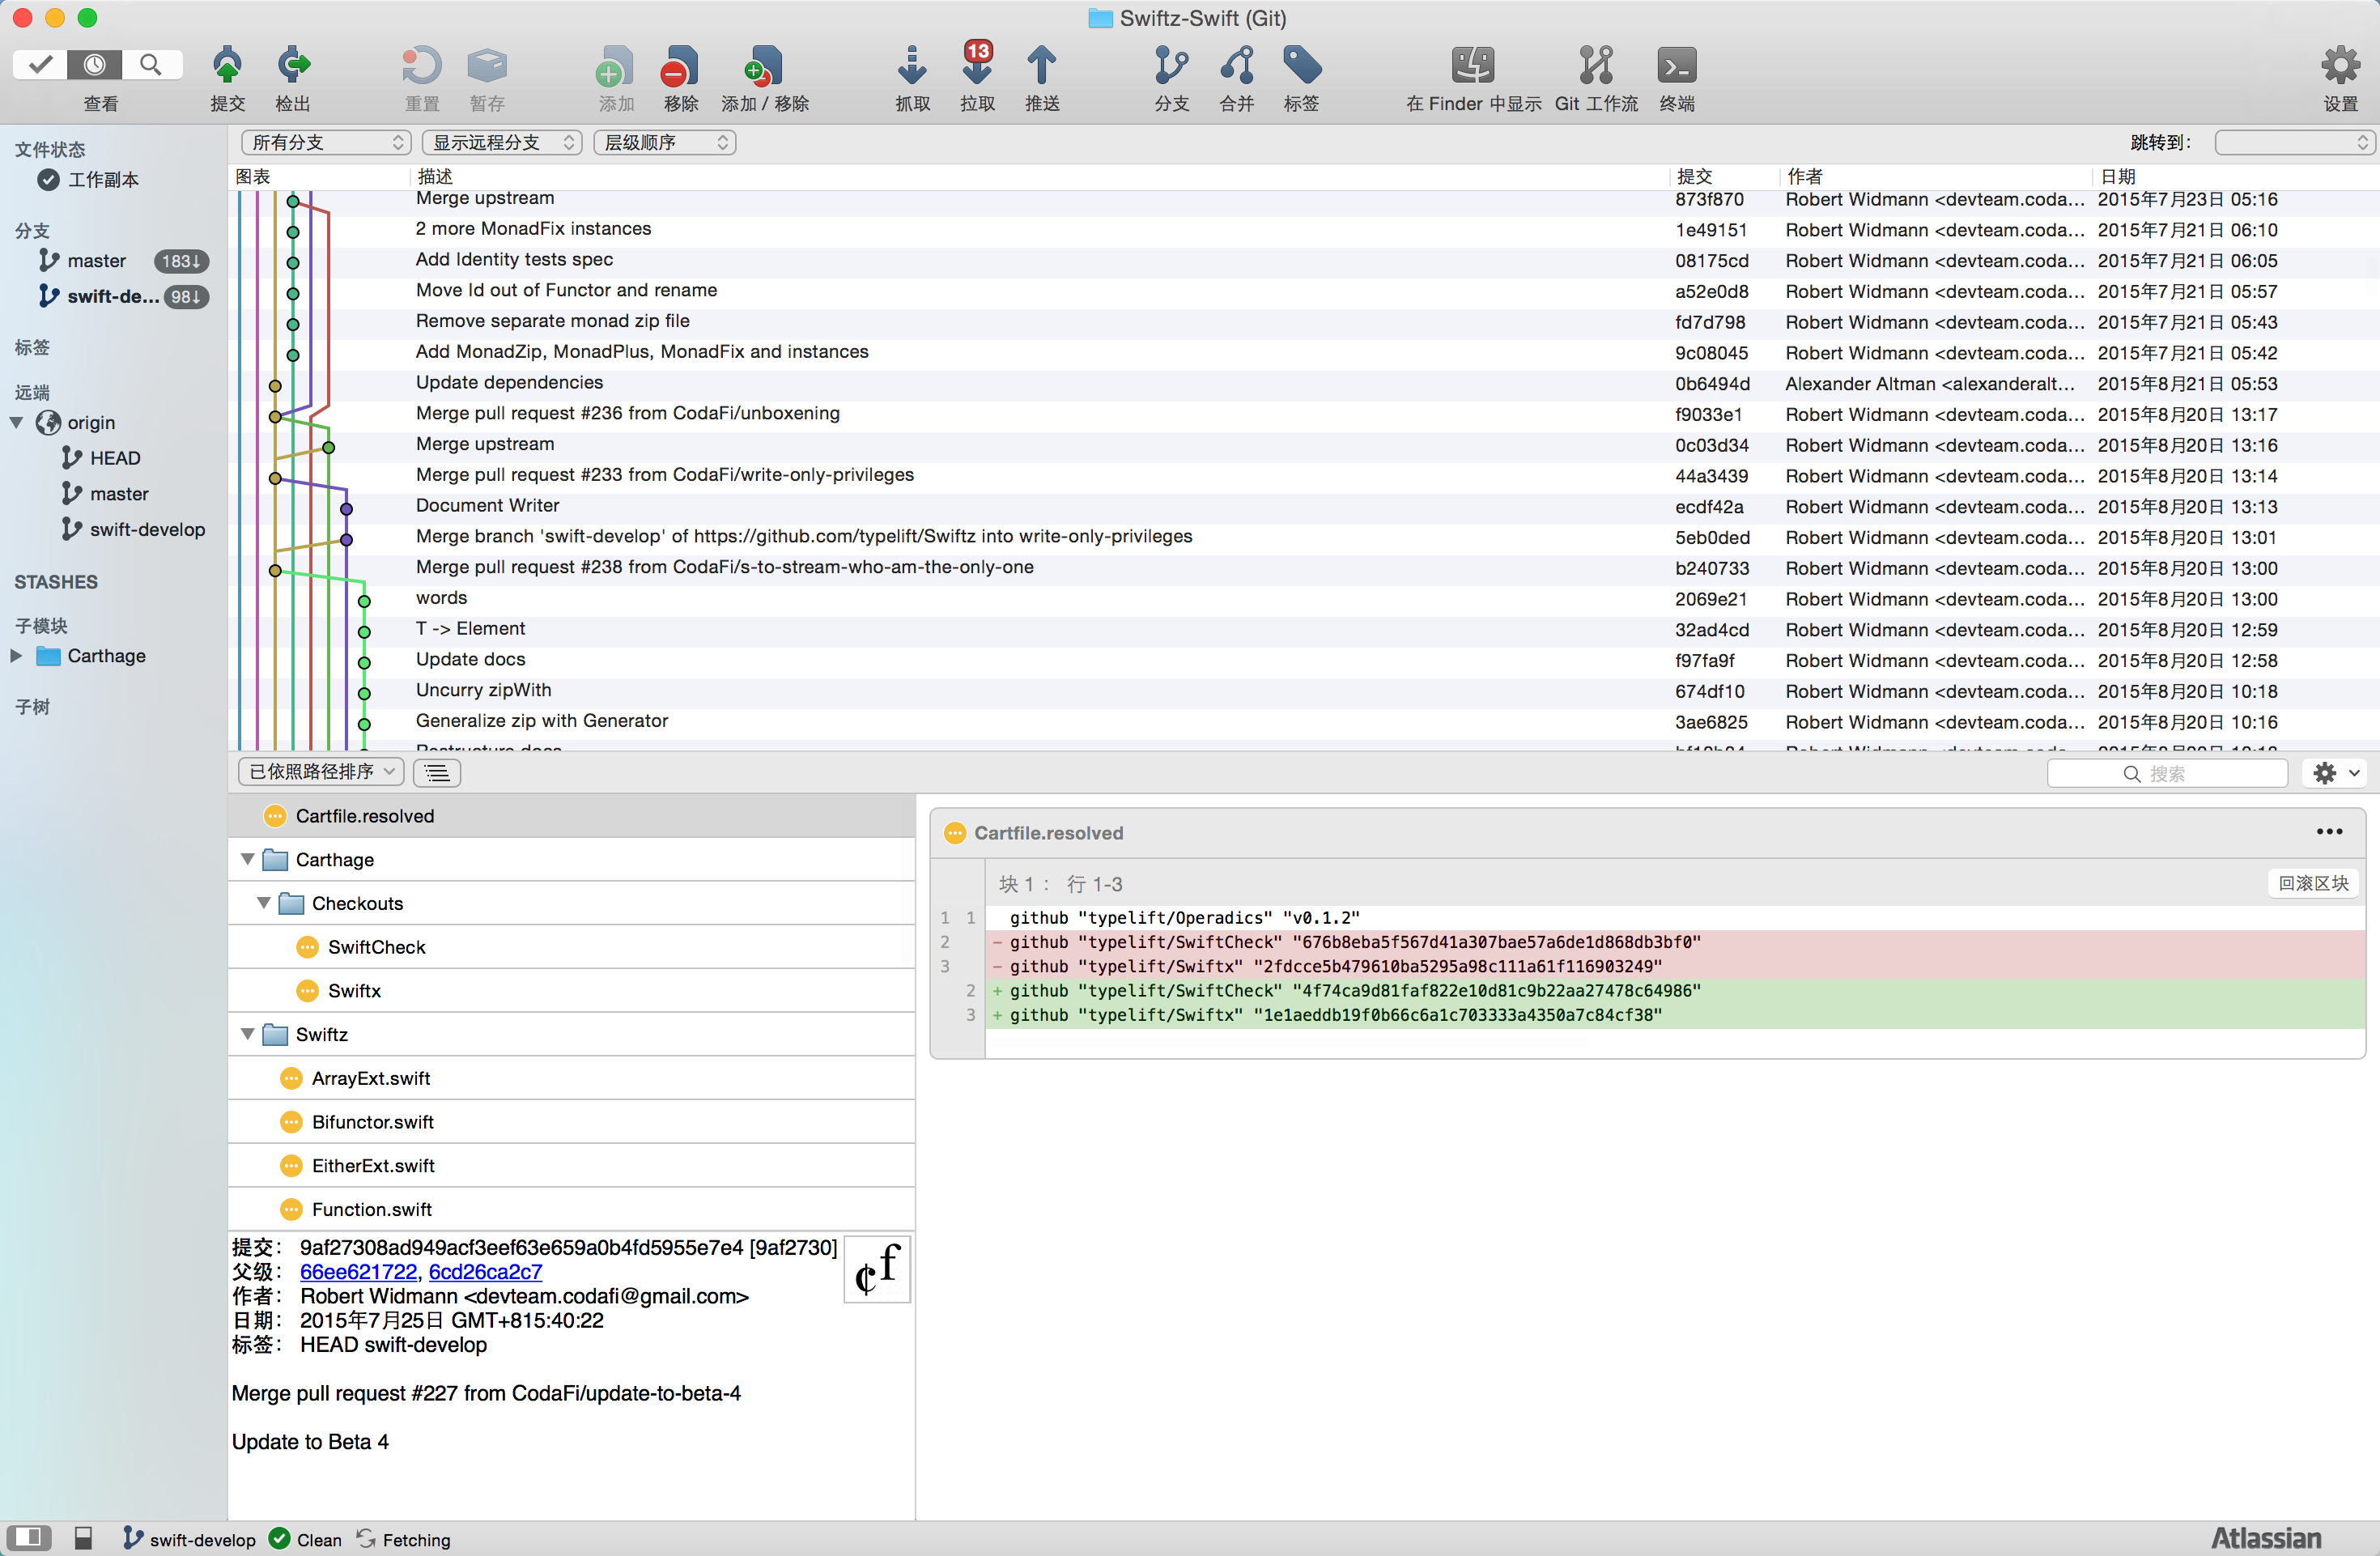 Swiftz-Swift (Git)
13
查看 提交 检出 重置 暂存 添加 移除 添加 / 移除 抓取 拉取 推送 分支 合并 标签 在 Finder 中显示 Git 工作流 终端 设置
文件状态
工作副本
分支
master 183↓
swift-de... 98↓
标签
远端
origin
HEAD
master
swift-develop
STASHES
子模块
Carthage
子树
所有分支 显示远程分支 层级顺序 跳转到:
图表 描述 提交 作者 日期
Merge upstream 873f870 Robert Widmann <devteam.coda... 2015年7月23日 05:16
2 more MonadFix instances 1e49151 Robert Widmann <devteam.coda... 2015年7月21日 06:10
Add Identity tests spec 08175cd Robert Widmann <devteam.coda... 2015年7月21日 06:05
Move Id out of Functor and rename a52e0d8 Robert Widmann <devteam.coda... 2015年7月21日 05:57
Remove separate monad zip file fd7d798 Robert Widmann <devteam.coda... 2015年7月21日 05:43
Add MonadZip, MonadPlus, MonadFix and instances 9c08045 Robert Widmann <devteam.coda... 2015年7月21日 05:42
Update dependencies 0b6494d Alexander Altman <alexanderalt... 2015年8月21日 05:53
Merge pull request #236 from CodaFi/unboxening f9033e1 Robert Widmann <devteam.coda... 2015年8月20日 13:17
Merge upstream 0c03d34 Robert Widmann <devteam.coda... 2015年8月20日 13:16
Merge pull request #233 from CodaFi/write-only-privileges 44a3439 Robert Widmann <devteam.coda... 2015年8月20日 13:14
Document Writer ecdf42a Robert Widmann <devteam.coda... 2015年8月20日 13:13
Merge branch 'swift-develop' of https://github.com/typelift/Swiftz into write-only-privileges 5eb0ded Robert Widmann <devteam.coda... 2015年8月20日 13:01
Merge pull request #238 from CodaFi/s-to-stream-who-am-the-only-one b240733 Robert Widmann <devteam.coda... 2015年8月20日 13:00
words 2069e21 Robert Widmann <devteam.coda... 2015年8月20日 13:00
T -> Element 32ad4cd Robert Widmann <devteam.coda... 2015年8月20日 12:59
Update docs f97fa9f Robert Widmann <devteam.coda... 2015年8月20日 12:58
Uncurry zipWith 674df10 Robert Widmann <devteam.coda... 2015年8月20日 10:18
Generalize zip with Generator 3ae6825 Robert Widmann <devteam.coda... 2015年8月20日 10:16
已依照路径排序 搜索
Cartfile.resolved
Carthage
Checkouts
SwiftCheck
Swiftx
Swiftz
ArrayExt.swift
Bifunctor.swift
EitherExt.swift
Function.swift
Cartfile.resolved •••
块 1 : 行 1-3 回滚区块
1 1 github "typelift/Operadics" "v0.1.2"
2 - github "typelift/SwiftCheck" "676b8eba5f567d41a307bae57a6de1d868db3bf0"
3 - github "typelift/Swiftx" "2fdcce5b479610ba5295a98c111a61f116903249"
2 + github "typelift/SwiftCheck" "4f74ca9d81faf822e10d81c9b22aa27478c64986"
3 + github "typelift/Swiftx" "1e1aeddb19f0b66c6a1c703333a4350a7c84cf38"
提交: 9af27308ad949acf3eef63e659a0b4fd5955e7e4 [9af2730]
父级: 66ee621722, 6cd26ca2c7
作者: Robert Widmann <devteam.codafi@gmail.com>
日期: 2015年7月25日 GMT+815:40:22
标签: HEAD swift-develop
¢f
Merge pull request #227 from CodaFi/update-to-beta-4
Update to Beta 4
swift-develop Clean Fetching Atlassian